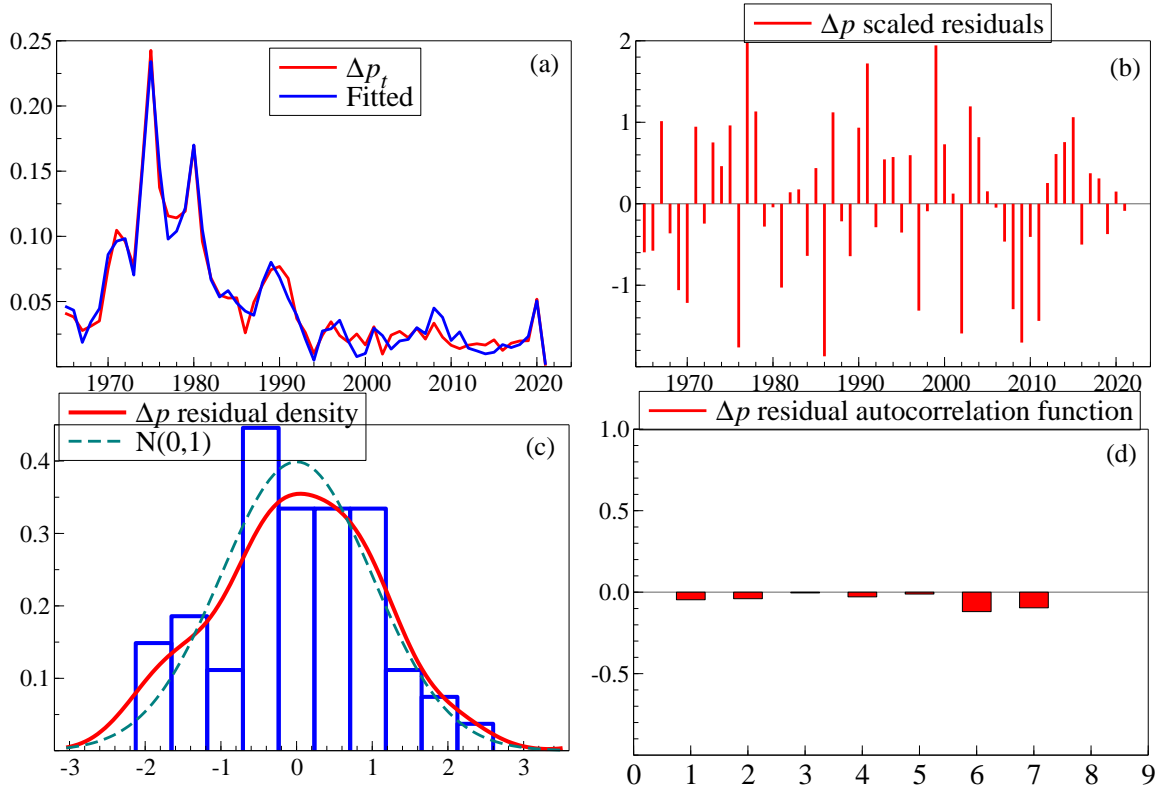 Δp_t
Fitted
(a)
0.25
0.20
0.15
0.10
0.05
1970 1980 1990 2000 2010 2020
Δp scaled residuals
(b)
2
1
0
-1
1970 1980 1990 2000 2010 2020
Δp residual density
N(0,1)
(c)
0.4
0.3
0.2
0.1
-3 -2 -1 0 1 2 3
Δp residual autocorrelation function
(d)
1.0
0.5
0.0
-0.5
0 1 2 3 4 5 6 7 8 9